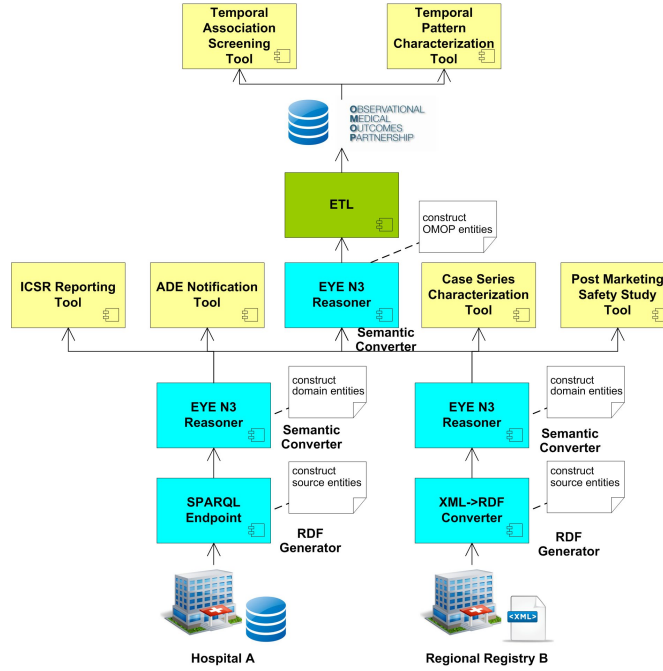 Temporal
Association
Screening
Tool
Temporal
Pattern
Characterization
Tool
OBSERVATIONAL
MEDICAL
OUTCOMES
PARTNERSHIP
ETL
construct
OMOP entities
ICSR Reporting
Tool
ADE Notification
Tool
EYE N3
Reasoner
Case Series
Characterization
Tool
Post Marketing
Safety Study
Tool
Semantic
Converter
EYE N3
Reasoner
construct
domain entities
Semantic
Converter
EYE N3
Reasoner
construct
domain entities
Semantic
Converter
SPARQL
Endpoint
construct
source entities
RDF
Generator
XML->RDF
Converter
construct
source entities
RDF
Generator
<XML>
Hospital A
Regional Registry B